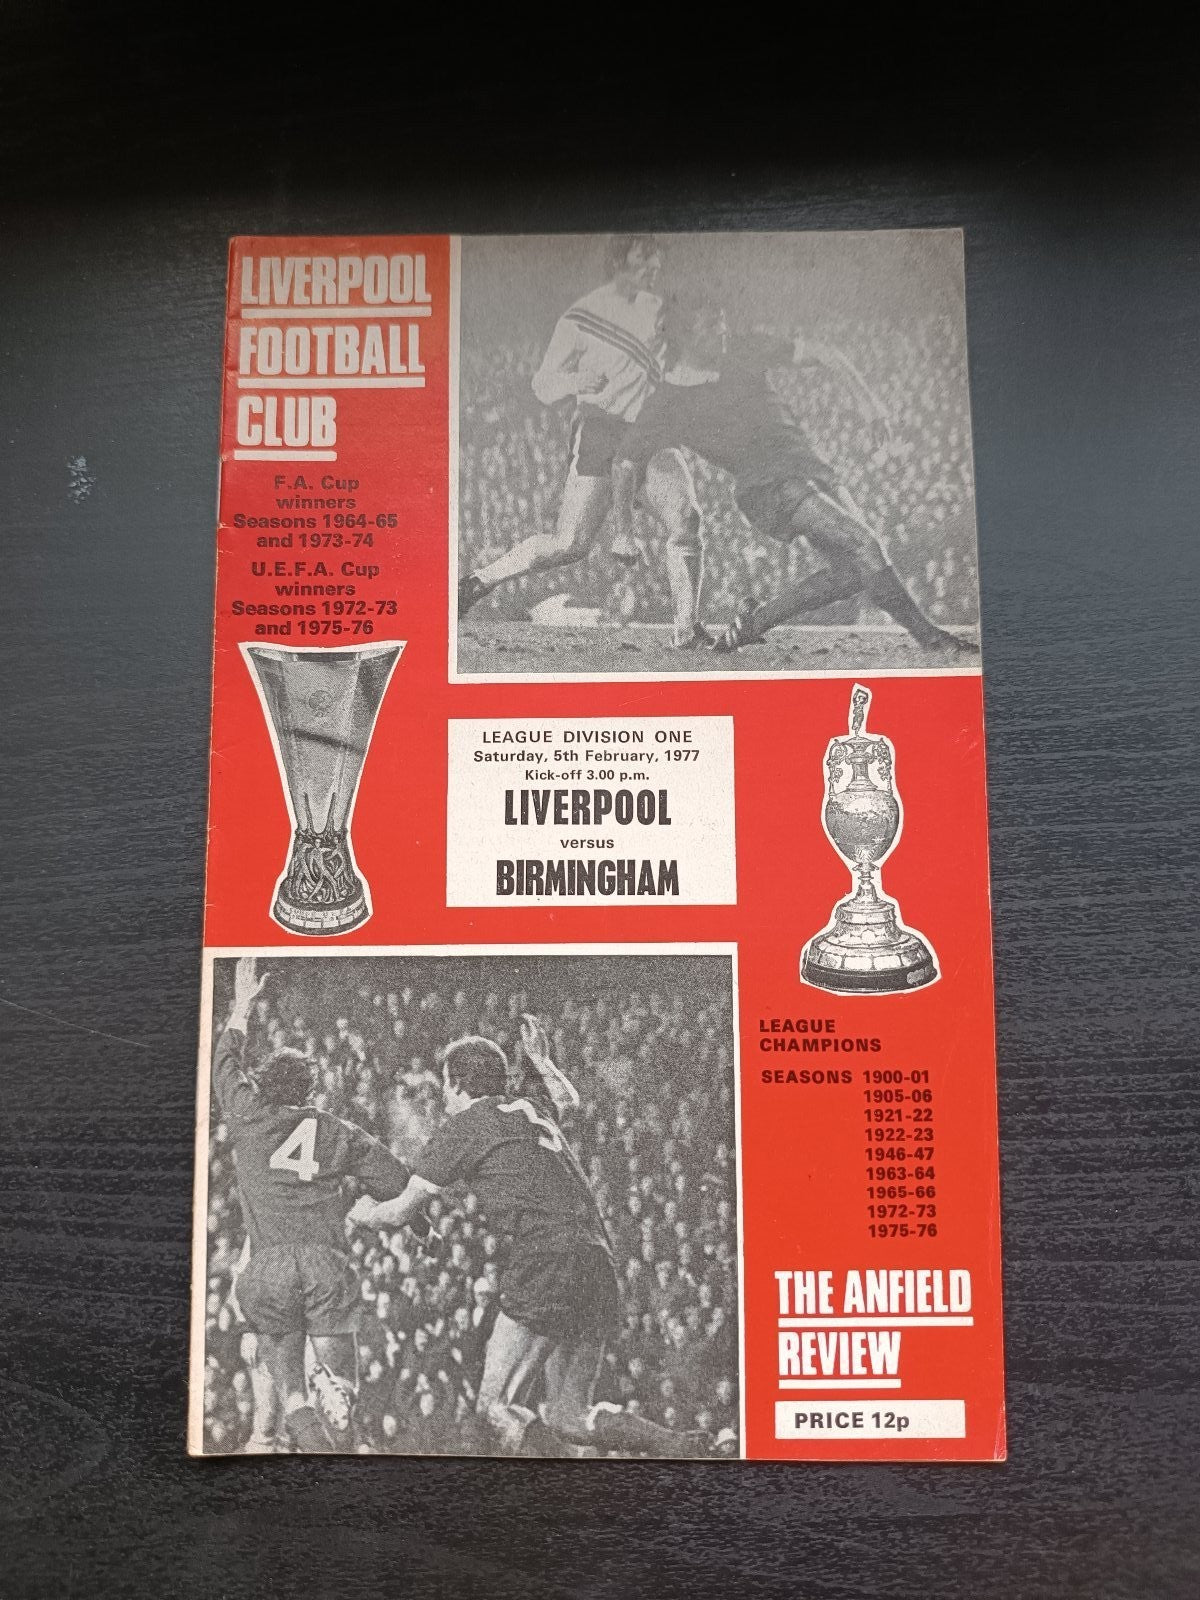 LIVERPOOL
FOOTBALL
CLUB
F.A. Cup
winners
Seasons 1964-65
and 1973-74
U.E.F.A. Cup
winners
Seasons 1972-73
and 1975-76
LEAGUE DIVISION ONE
Saturday, 5th February, 1977
Kick-off 3.00 p.m.
LIVERPOOL
versus
BIRMINGHAM
4
LEAGUE
CHAMPIONS
SEASONS 1900-01
1905-06
1921-22
1922-23
1946-47
1963-64
1965-66
1972-73
1975-76
THE ANFIELD
REVIEW
PRICE 12p